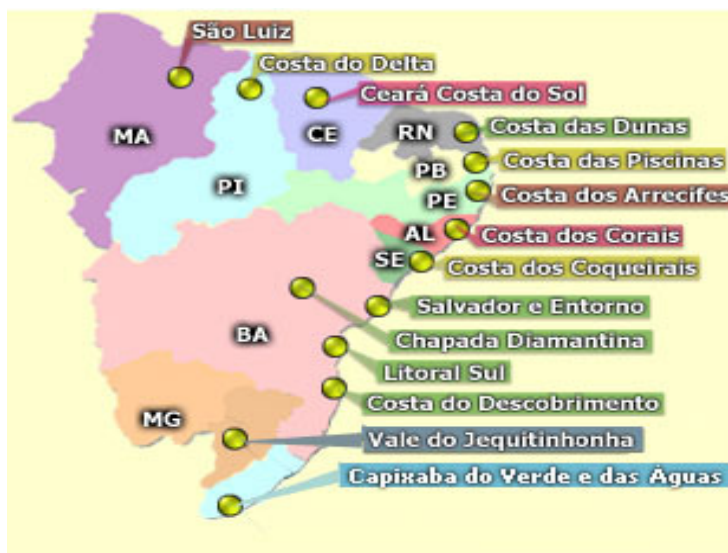 São Luiz
Costa do Delta
Ceará Costa do Sol
MA
CE
RN
Costa das Dunas
PB
Costa das Piscinas
PI
PE
Costa dos Arrecifes
AL
Costa dos Corais
SE
Costa dos Coqueirais
Salvador e Entorno
BA
Chapada Diamantina
Litoral Sul
Costa do Descobrimento
MG
Vale do Jequitinhonha
Capixaba do Verde e das Águas